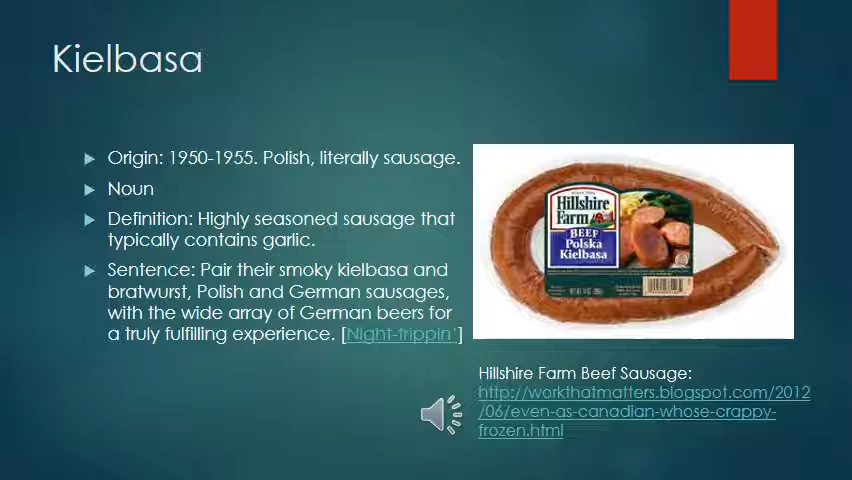 Kielbasa
Origin: 1950-1955. Polish, literally sausage.
Noun
Definition: Highly seasoned sausage that
typically contains garlic.
Sentence: Pair their smoky kielbasa and
bratwurst, Polish and German sausages,
with the wide array of German beers for
a truly fulfilling experience. [Night-trippin']
Hillshire
Farm
BEEF
Polska
Kielbasa
Hillshire Farm Beef Sausage:
http://workthatmatters.blogspot.com/2012
/06/even-as-canadian-whose-crappy-
frozen.html